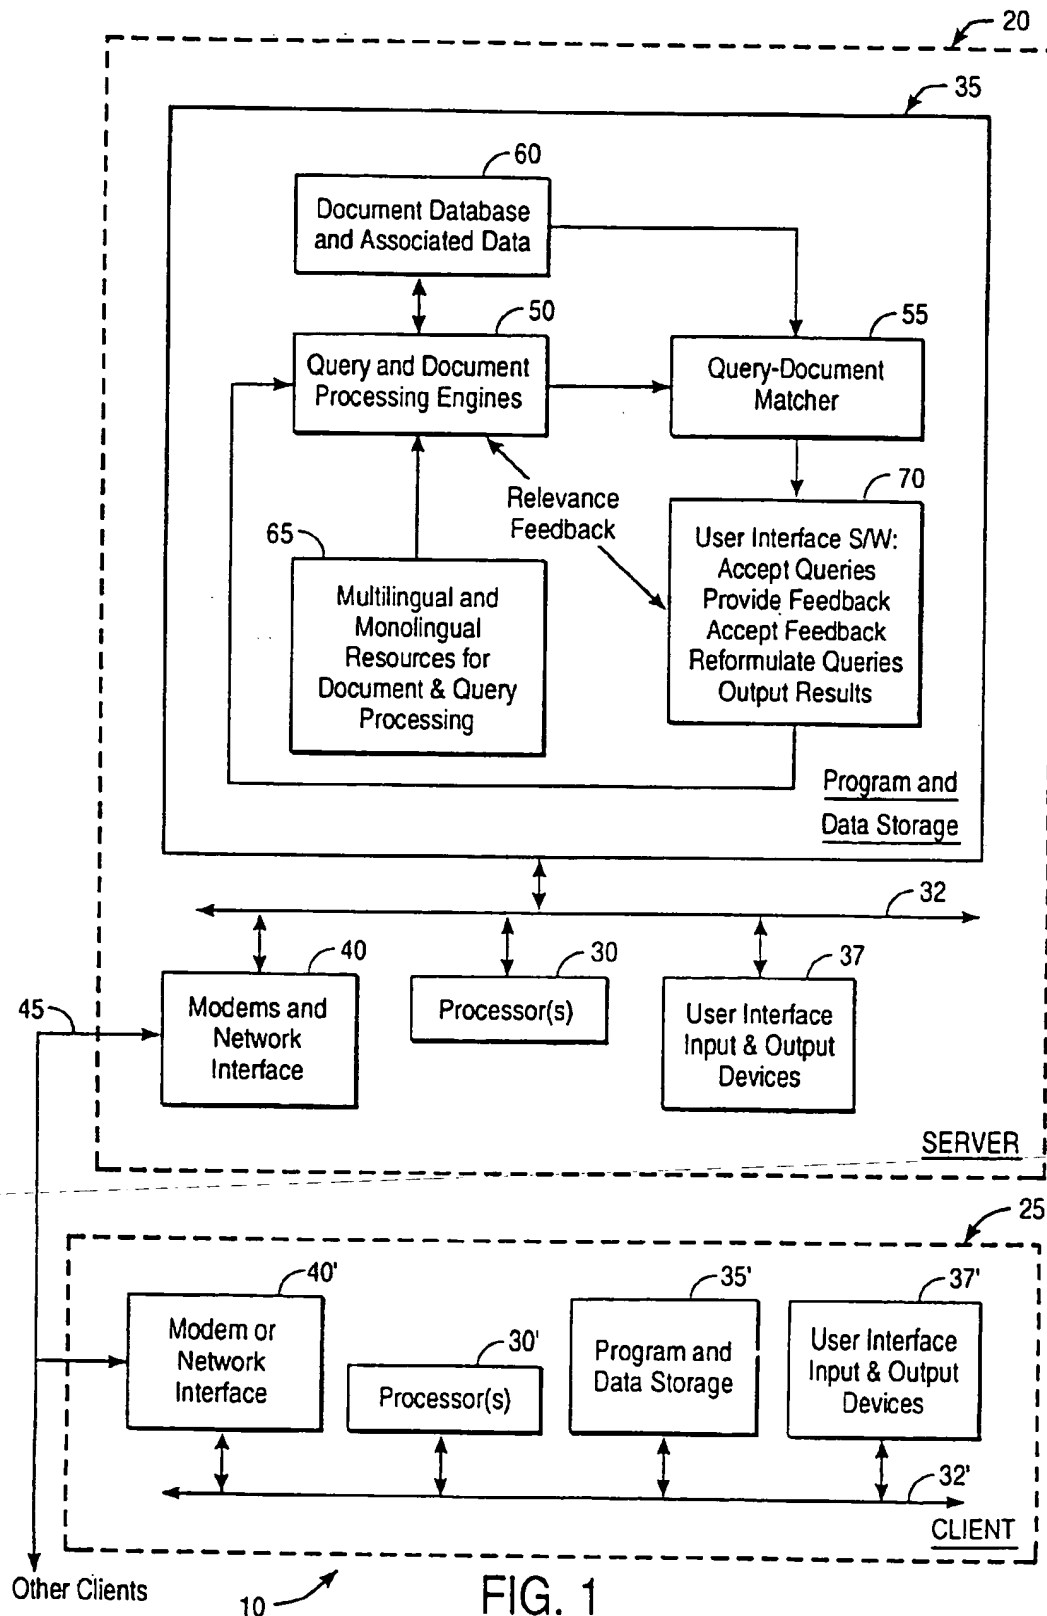 20
35
60
Document Database
and Associated Data
50
Query and Document
Processing Engines
55
Query-Document
Matcher
Relevance
Feedback
70
User Interface S/W:
Accept Queries
Provide Feedback
Accept Feedback
Reformulate Queries
Output Results
65
Multilingual and
Monolingual
Resources for
Document & Query
Processing
Program and
Data Storage
32
40
Modems and
Network
Interface
30
Processor(s)
37
User Interface
Input & Output
Devices
45
SERVER
25
40'
Modem or
Network
Interface
30'
Processor(s)
35'
Program and
Data Storage
37'
User Interface
Input & Output
Devices
32'
CLIENT
Other Clients
10
FIG. 1